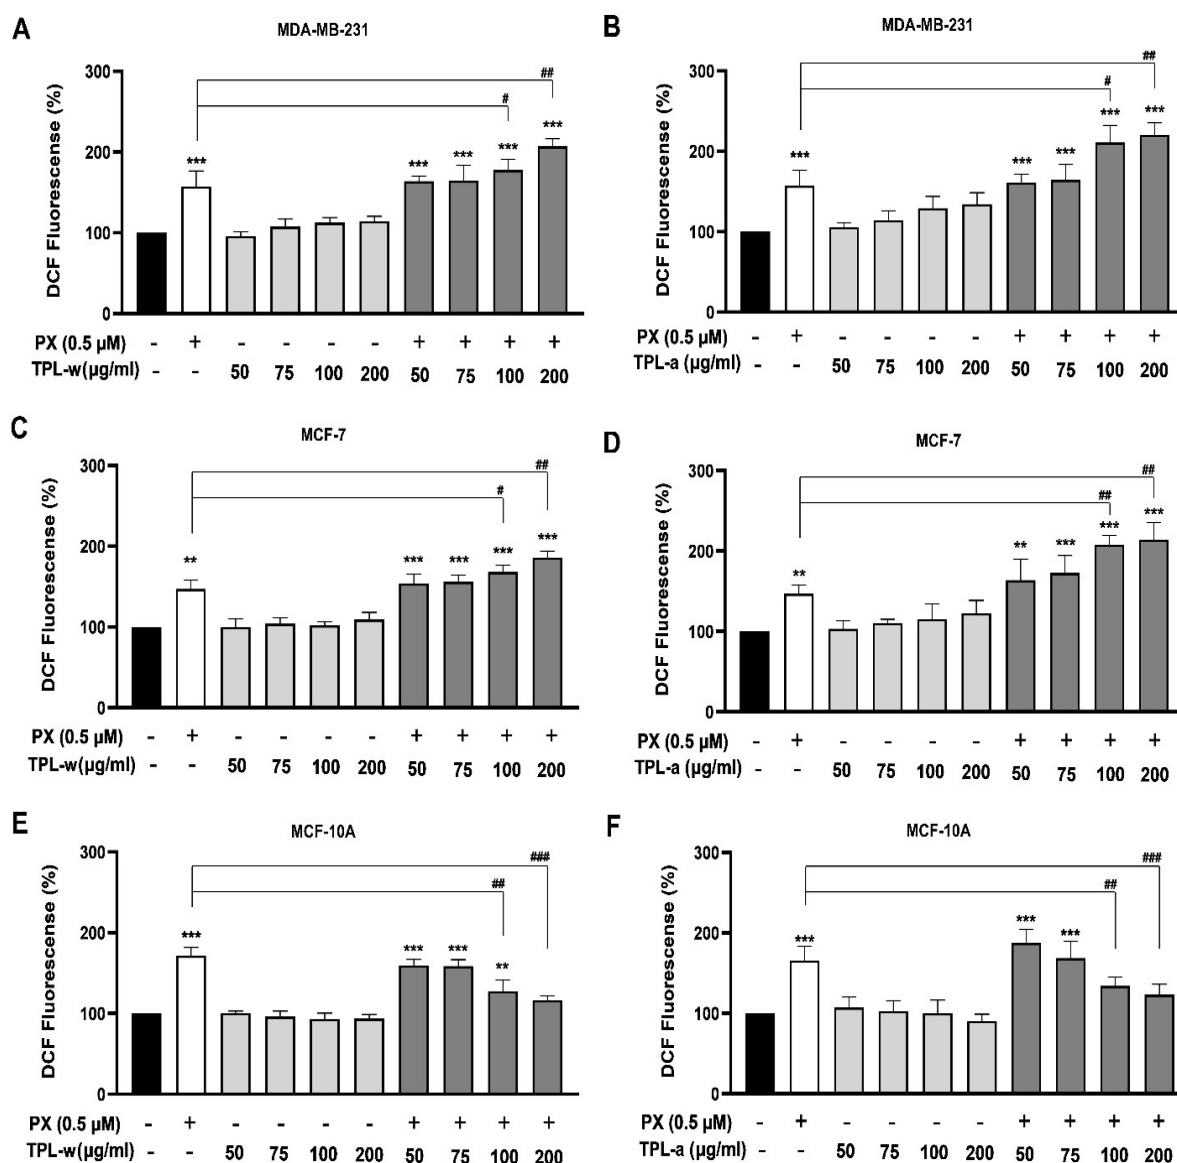 A
MDA-MB-231
DCF Fluorescense (%)
300
200
100
0
***
***
***
***
***
#
##
PX (0.5 µM) - + - - - - + + + +
TPL-w(µg/ml) - - 50 75 100 200 50 75 100 200
B
MDA-MB-231
DCF Fluorescense (%)
300
200
100
0
***
***
***
***
***
#
##
PX (0.5 µM) - + - - - - + + + +
TPL-a (µg/ml) - - 50 75 100 200 50 75 100 200
C
MCF-7
DCF Fluorescense (%)
300
200
100
0
**
***
***
***
***
#
##
PX (0.5 µM) - + - - - - + + + +
TPL-w(µg/ml) - - 50 75 100 200 50 75 100 200
D
MCF-7
DCF Fluorescense (%)
300
200
100
0
**
**
***
***
***
##
##
PX (0.5 µM) - + - - - - + + + +
TPL-a (µg/ml) - - 50 75 100 200 50 75 100 200
E
MCF-10A
DCF Fluorescense (%)
300
200
100
0
***
***
***
**
##
###
PX (0.5 µM) - + - - - - + + + +
TPL-w(µg/ml) - - 50 75 100 200 50 75 100 200
F
MCF-10A
DCF Fluorescense (%)
300
200
100
0
***
***
***
##
###
PX (0.5 µM) - + - - - - + + + +
TPL-a (µg/ml) - - 50 75 100 200 50 75 100 200